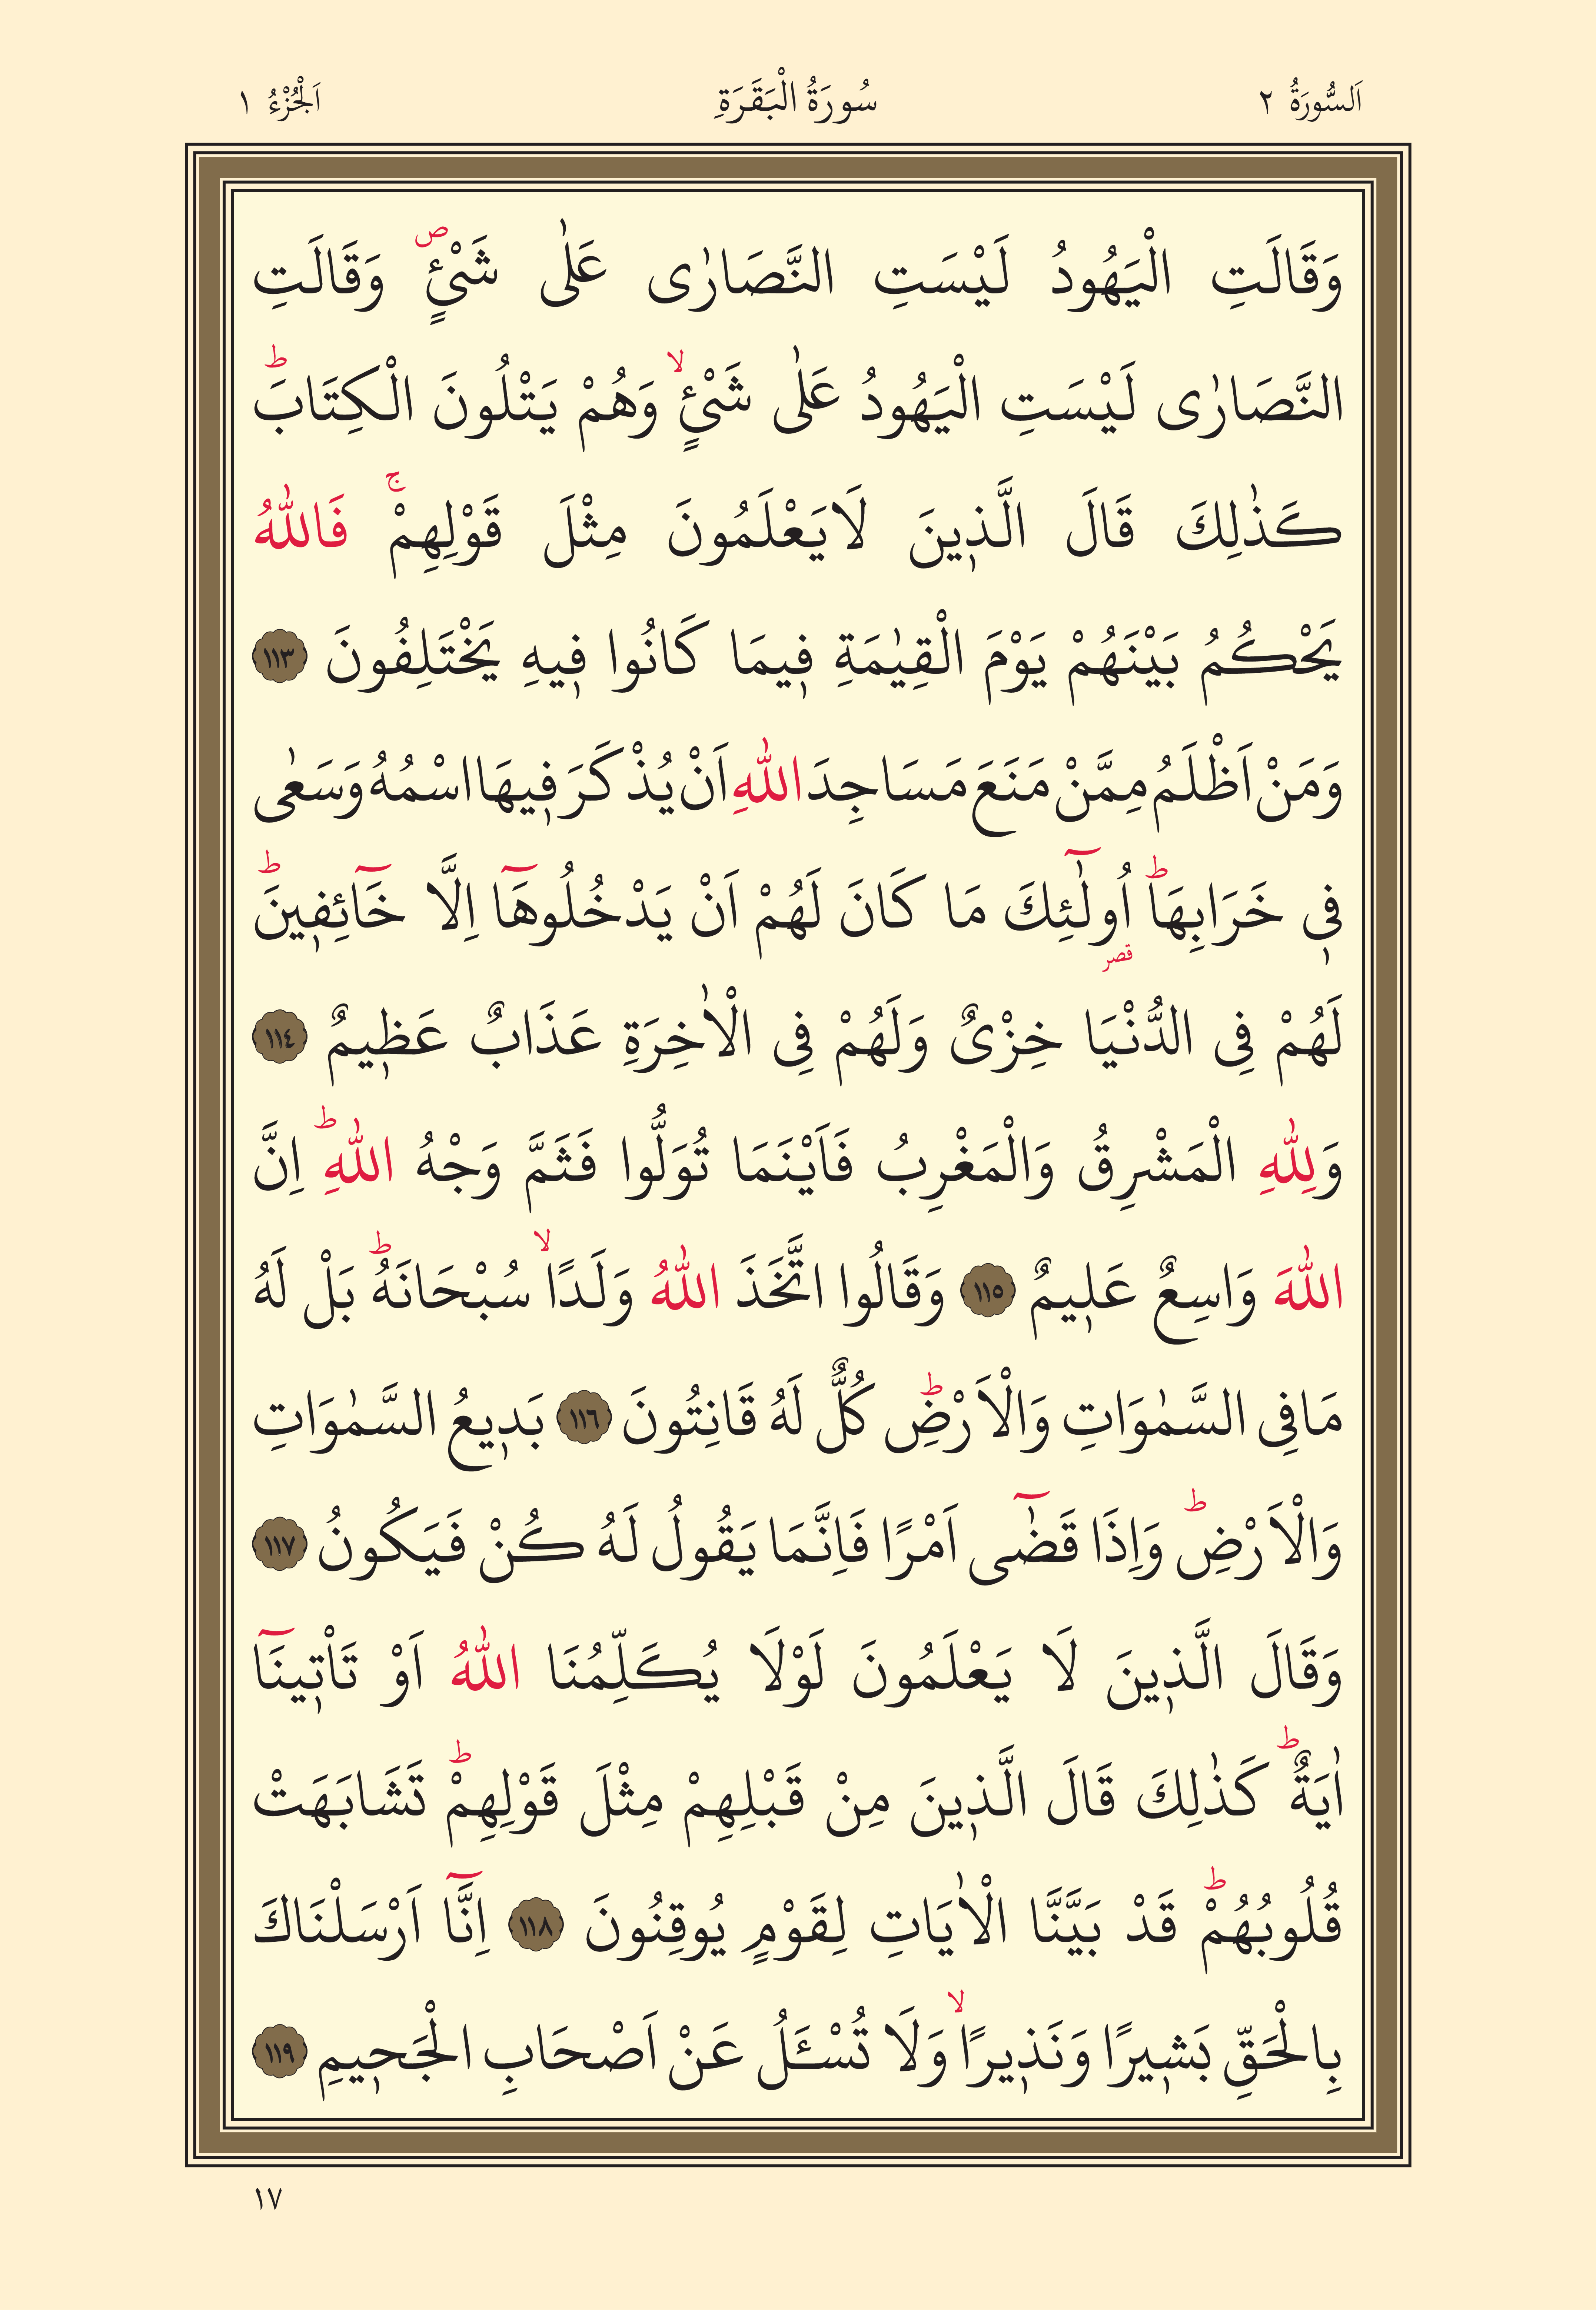 اَلسُّورَةُ ٢ سُورَةُ الْبَقَرَةِ اَلْجُزْءُ ١
وَقَالَتِ الْيَهُودُ لَيْسَتِ النَّصَارٰى عَلٰى شَيْءٍۖ وَقَالَتِ
النَّصَارٰى لَيْسَتِ الْيَهُودُ عَلٰى شَيْءٍۙ وَهُمْ يَتْلُونَ الْكِتَابَۜ
كَذٰلِكَ قَالَ الَّذ۪ينَ لَايَعْلَمُونَ مِثْلَ قَوْلِهِمْۚ فَاللّٰهُ
يَحْكُمُ بَيْنَهُمْ يَوْمَ الْقِيٰمَةِ ف۪يمَا كَانُوا ف۪يهِ يَخْتَلِفُونَ ﴿١١٣﴾
وَمَنْ اَظْلَمُ مِمَّنْ مَنَعَ مَسَاجِدَ اللّٰهِ اَنْ يُذْكَرَ ف۪يهَا اسْمُهُ وَسَعٰى
ف۪ي خَرَابِهَاۜ اُو۬لٰٓئِكَ مَا كَانَ لَهُمْ اَنْ يَدْخُلُوهَٓا اِلَّا خَٓائِف۪ينَۜ
قصر
لَهُمْ فِى الدُّنْيَا خِزْىٌ وَلَهُمْ فِى الْاٰخِرَةِ عَذَابٌ عَظ۪يمٌ ﴿١١٤﴾
وَلِلّٰهِ الْمَشْرِقُ وَالْمَغْرِبُ فَاَيْنَمَا تُوَلُّوا فَثَمَّ وَجْهُ اللّٰهِۜ اِنَّ
اللّٰهَ وَاسِعٌ عَل۪يمٌ ﴿١١٥﴾ وَقَالُوا اتَّخَذَ اللّٰهُ وَلَدًاۙ سُبْحَانَهُۜ بَلْ لَهُ
مَافِى السَّمٰوَاتِ وَالْاَرْضِۜ كُلٌّ لَهُ قَانِتُونَ ﴿١١٦﴾ بَد۪يعُ السَّمٰوَاتِ
وَالْاَرْضِۜ وَاِذَا قَضٰٓى اَمْرًا فَاِنَّمَا يَقُولُ لَهُ كُنْ فَيَكُونُ ﴿١١٧﴾
وَقَالَ الَّذ۪ينَ لَا يَعْلَمُونَ لَوْلَا يُكَلِّمُنَا اللّٰهُ اَوْ تَأْت۪ينَٓا
اٰيَةٌۜ كَذٰلِكَ قَالَ الَّذ۪ينَ مِنْ قَبْلِهِمْ مِثْلَ قَوْلِهِمْۜ تَشَابَهَتْ
قُلُوبُهُمْۜ قَدْ بَيَّنَّا الْاٰيَاتِ لِقَوْمٍ يُوقِنُونَ ﴿١١٨﴾ اِنَّٓا اَرْسَلْنَاكَ
بِالْحَقِّ بَش۪يرًا وَنَذ۪يرًاۙ وَلَا تُسْـَٔلُ عَنْ اَصْحَابِ الْجَح۪يمِ ﴿١١٩﴾
١٧